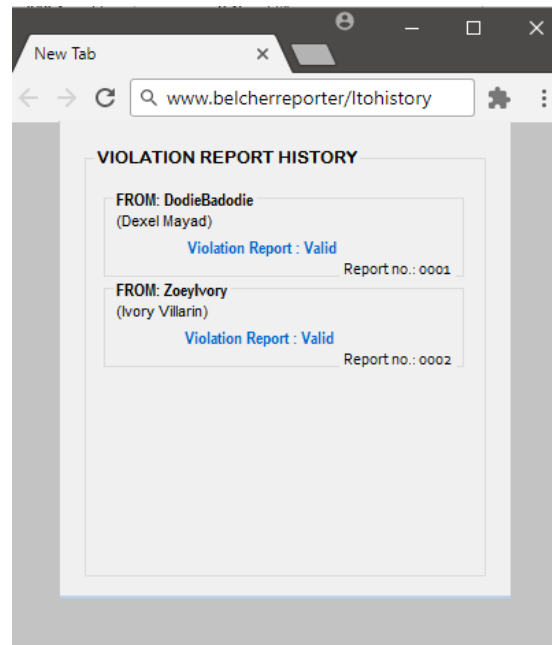 New Tab
www.belcherreporter/ltohistory
VIOLATION REPORT HISTORY
FROM: DodieBadodie
(Dexel Mayad)
Violation Report : Valid
Report no.: 0001
FROM: ZoeyIvory
(Ivory Villarin)
Violation Report : Valid
Report no.: 0002